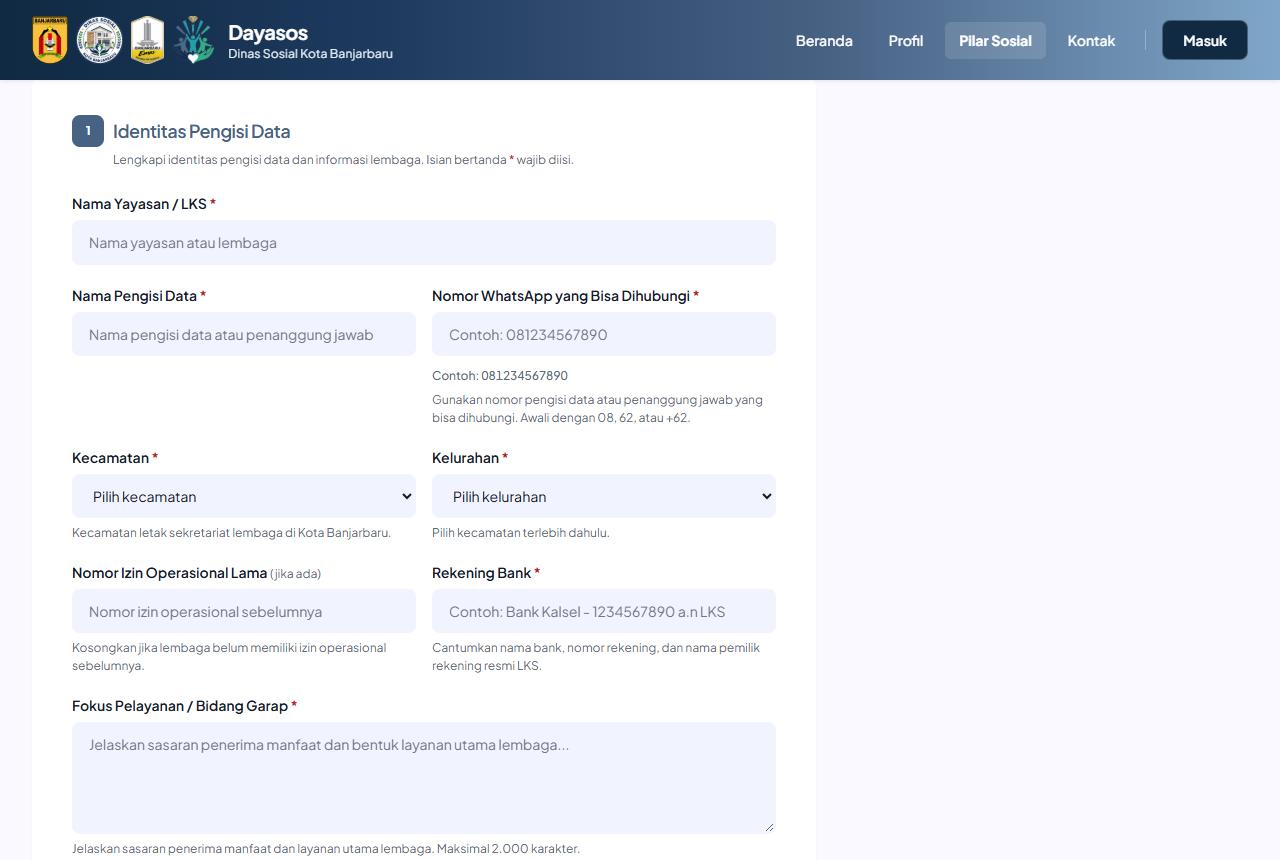 BANJARBARU
DINAS SOSIAL
Dayasos
Dinas Sosial Kota Banjarbaru
Beranda
Profil
Pilar Sosial
Kontak
Masuk
1
Identitas Pengisi Data
Lengkapi identitas pengisi data dan informasi lembaga. Isian bertanda * wajib diisi.
Nama Yayasan / LKS *
Nama yayasan atau lembaga
Nama Pengisi Data *
Nama pengisi data atau penanggung jawab
Nomor WhatsApp yang Bisa Dihubungi *
Contoh: 081234567890
Contoh: 081234567890
Gunakan nomor pengisi data atau penanggung jawab yang
bisa dihubungi. Awali dengan 08, 62, atau +62.
Kecamatan *
Pilih kecamatan
Kecamatan letak sekretariat lembaga di Kota Banjarbaru.
Kelurahan *
Pilih kelurahan
Pilih kecamatan terlebih dahulu.
Nomor Izin Operasional Lama (jika ada)
Nomor izin operasional sebelumnya
Kosongkan jika lembaga belum memiliki izin operasional
sebelumnya.
Rekening Bank *
Contoh: Bank Kalsel - 1234567890 a.n LKS
Cantumkan nama bank, nomor rekening, dan nama pemilik
rekening resmi LKS.
Fokus Pelayanan / Bidang Garap *
Jelaskan sasaran penerima manfaat dan bentuk layanan utama lembaga...
Jelaskan sasaran penerima manfaat dan layanan utama lembaga. Maksimal 2.000 karakter.